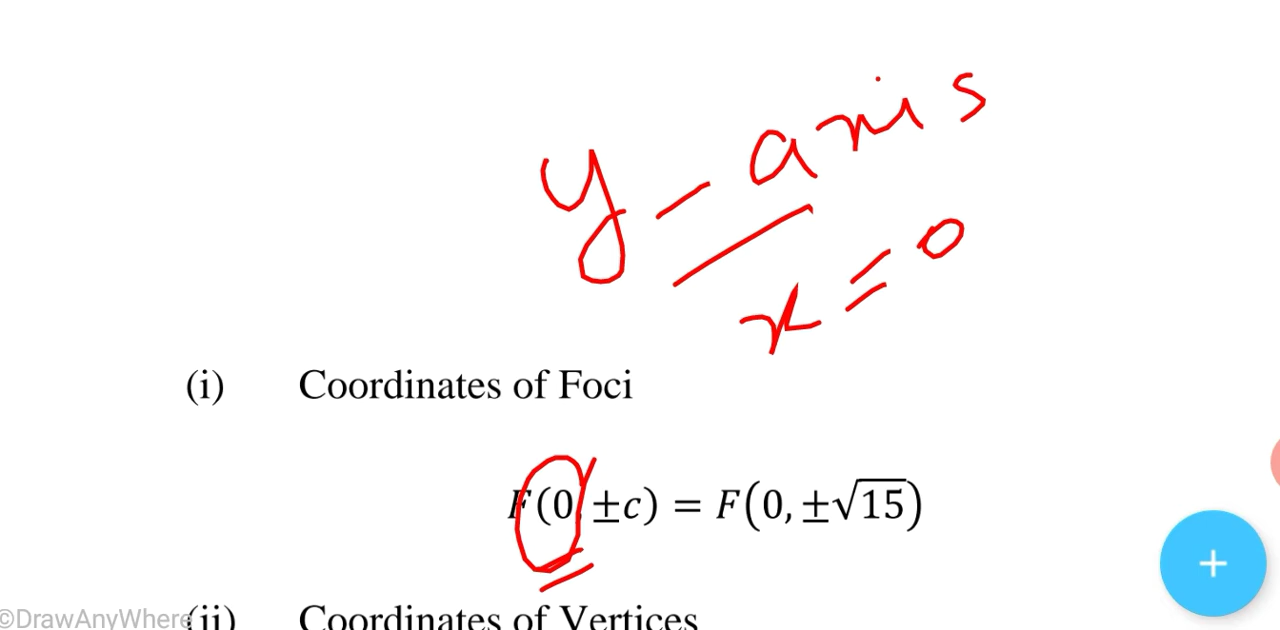 y - axis
x = 0
(i) Coordinates of Foci
F(0, ±c) = F(0, ±√15)
©DrawAnyWhere
(ii) Coordinates of Vertices
+